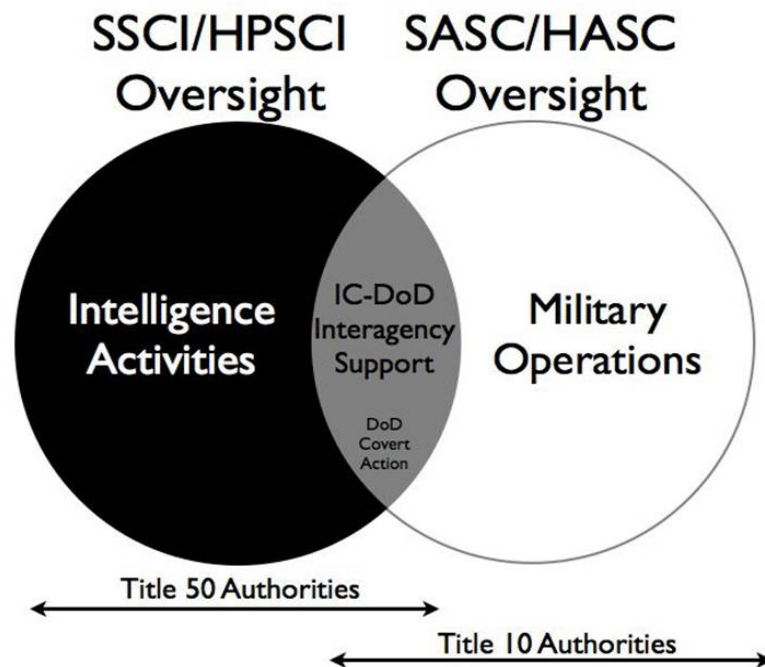 SSCI/HPSCI
Oversight
SASC/HASC
Oversight
Intelligence
Activities
IC-DoD
Interagency
Support
DoD
Covert
Action
Military
Operations
Title 50 Authorities
Title 10 Authorities